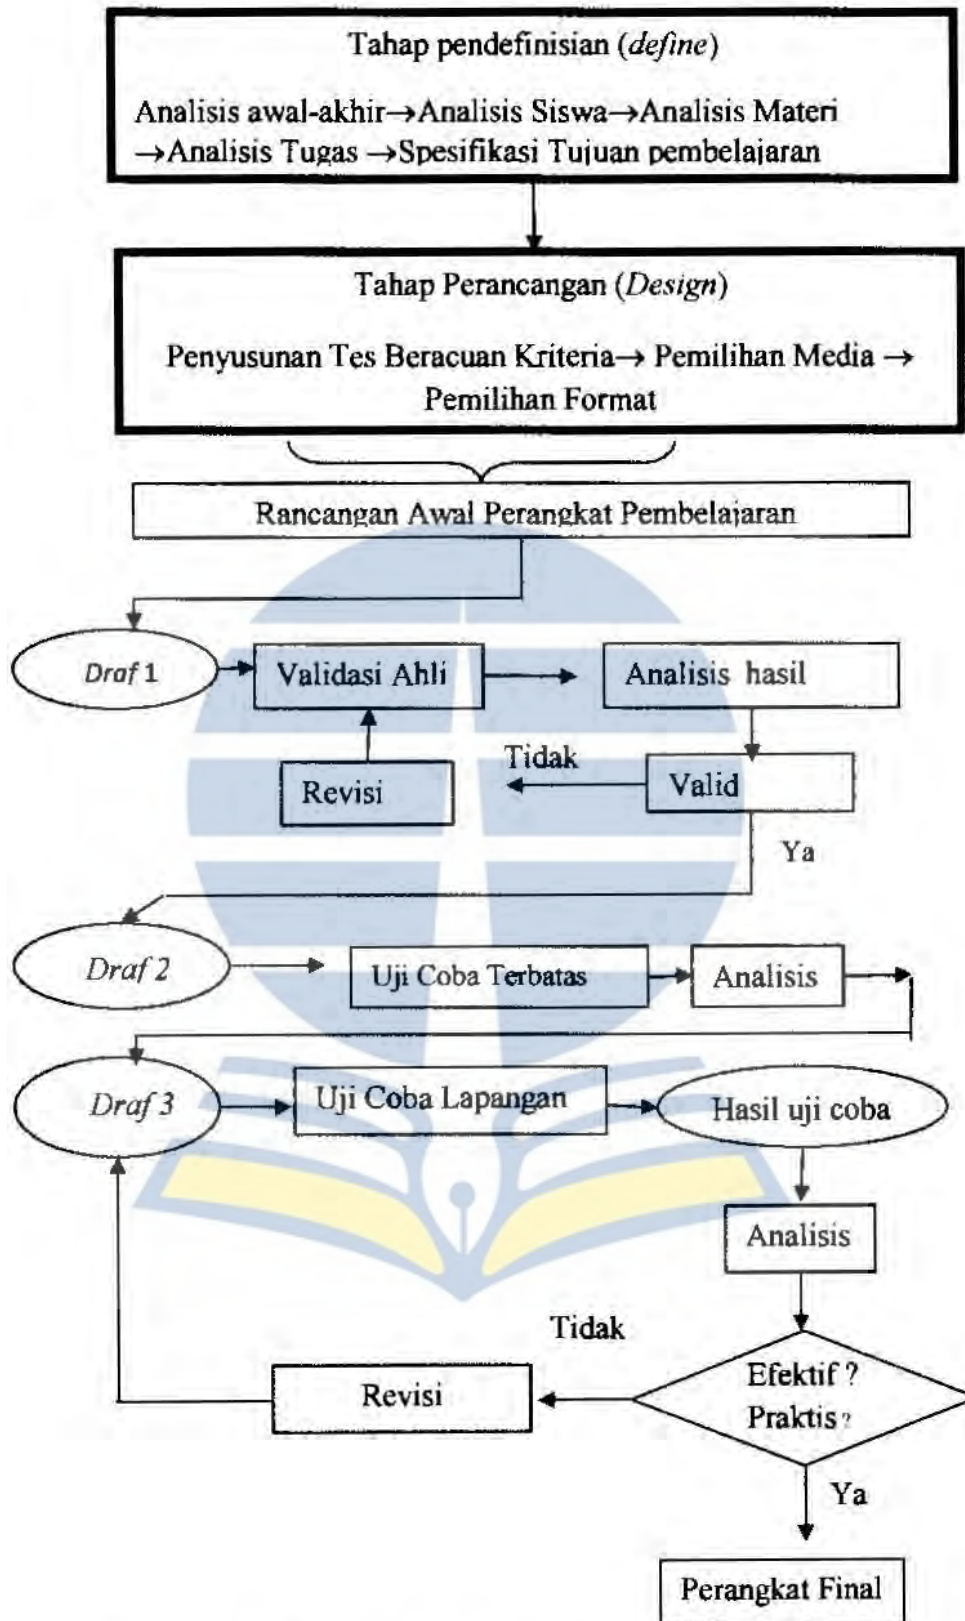 Tahap pendefinisian (define)
Analisis awal-akhir→Analisis Siswa→Analisis Materi
→Analisis Tugas →Spesifikasi Tujuan pembelajaran
Tahap Perancangan (Design)
Penyusunan Tes Beracuan Kriteria→ Pemilihan Media →
Pemilihan Format
Rancangan Awal Perangkat Pembelajaran
Draf 1
Validasi Ahli
Analisis hasil
Tidak
Revisi
Valid
Ya
Draf 2
Uji Coba Terbatas
Analisis
Draf 3
Uji Coba Lapangan
Hasil uji coba
Analisis
Tidak
Revisi
Efektif ?
Praktis ?
Ya
Perangkat Final